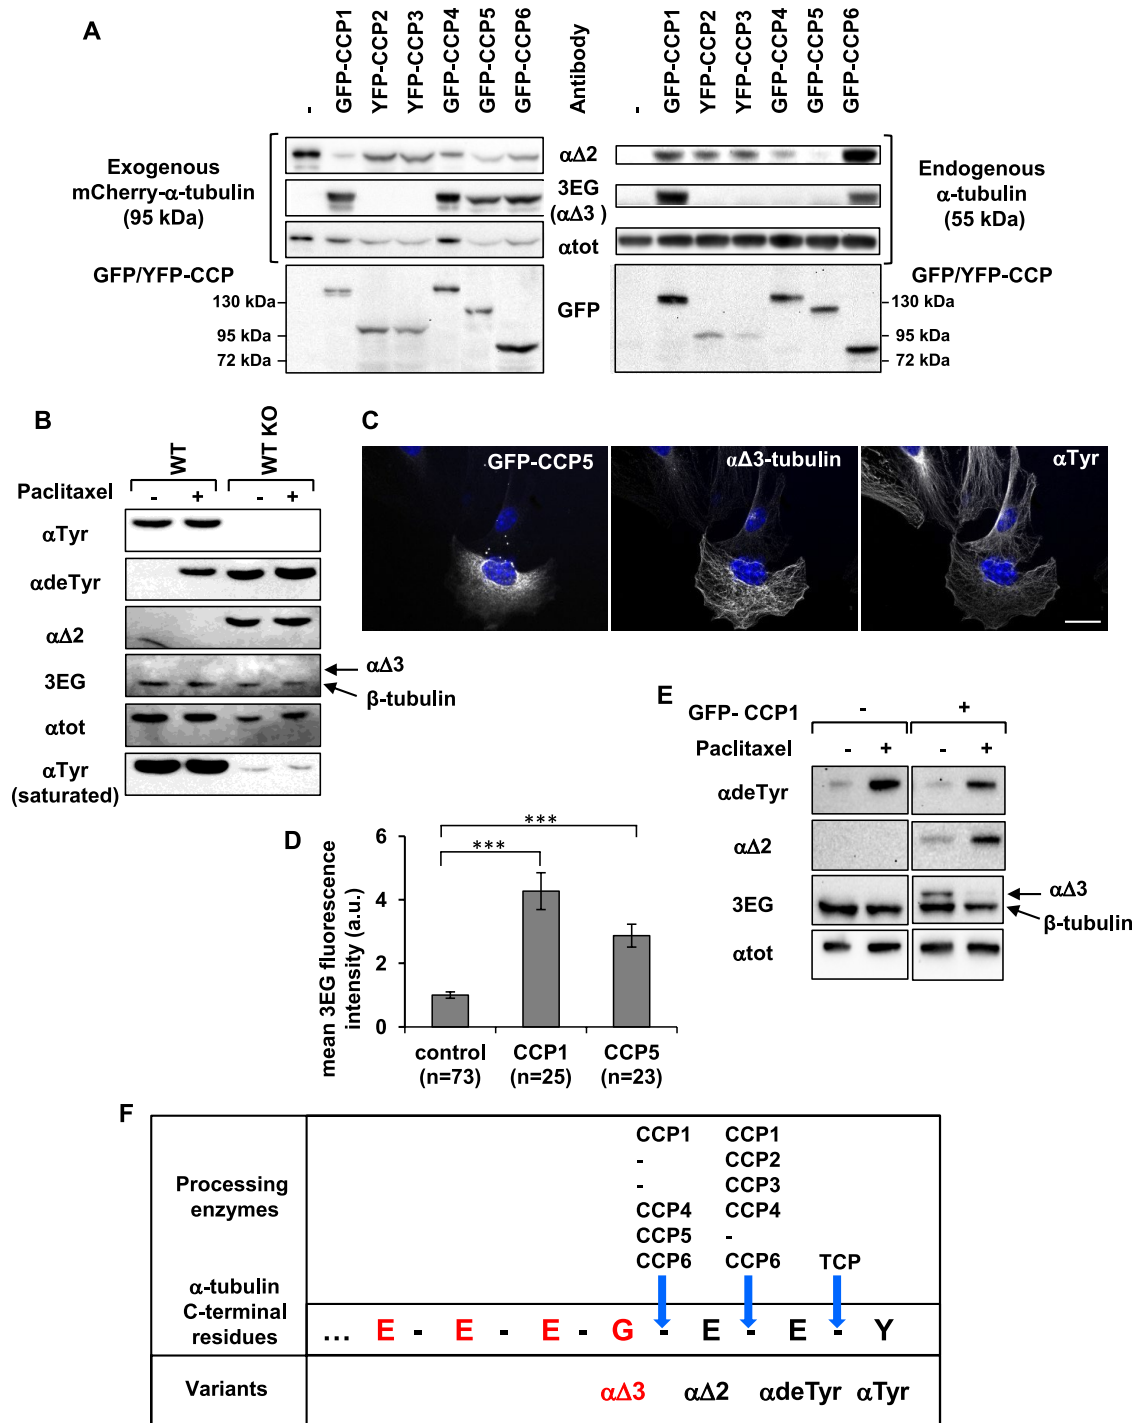 A
- GFP-CCP1 YFP-CCP2 YFP-CCP3 GFP-CCP4 GFP-CCP5 GFP-CCP6 Antibody - GFP-CCP1 YFP-CCP2 YFP-CCP3 GFP-CCP4 GFP-CCP5 GFP-CCP6
Exogenous
mCherry-α-tubulin
(95 kDa)
αΔ2
3EG
(αΔ3 )
αtot
Endogenous
α-tubulin
(55 kDa)
GFP/YFP-CCP
130 kDa
95 kDa
72 kDa
GFP
GFP/YFP-CCP
130 kDa
95 kDa
72 kDa
B
WT WT KO
Paclitaxel - + - +
αTyr
αdeTyr
αΔ2
3EG
αΔ3
β-tubulin
αtot
αTyr
(saturated)
C
GFP-CCP5 αΔ3-tubulin αTyr
D
mean 3EG fluorescence
intensity (a.u.)
6
4
2
0
*** ***
control CCP1 CCP5
(n=73) (n=25) (n=23)
E
GFP- CCP1 - +
Paclitaxel - + - +
αdeTyr
αΔ2
3EG
αΔ3
β-tubulin
αtot
F
Processing
enzymes
CCP1 CCP1
- CCP2
- CCP3
CCP4 CCP4
CCP5 -
CCP6 CCP6 TCP
α-tubulin
C-terminal
residues
... E - E - E - G - E - E - Y
Variants αΔ3 αΔ2 αdeTyr αTyr